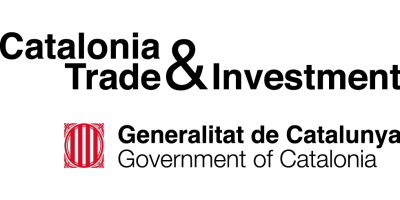 Catalonia
Trade & Investment
Generalitat de Catalunya
Government of Catalonia